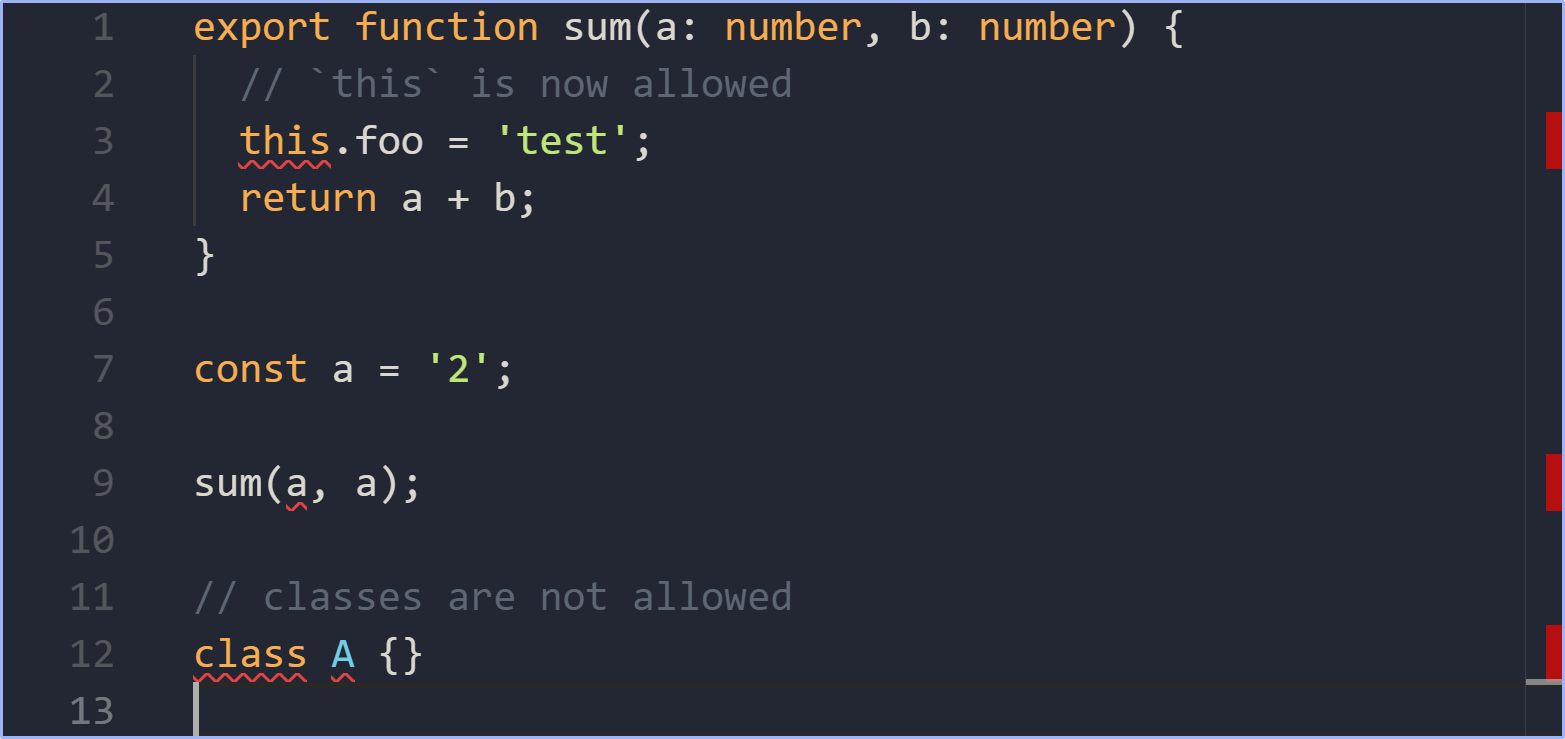 1 export function sum(a: number, b: number) {
2 // `this` is now allowed
3 this.foo = 'test';
4 return a + b;
5 }
6
7 const a = '2';
8
9 sum(a, a);
10
11 // classes are not allowed
12 class A {}
13